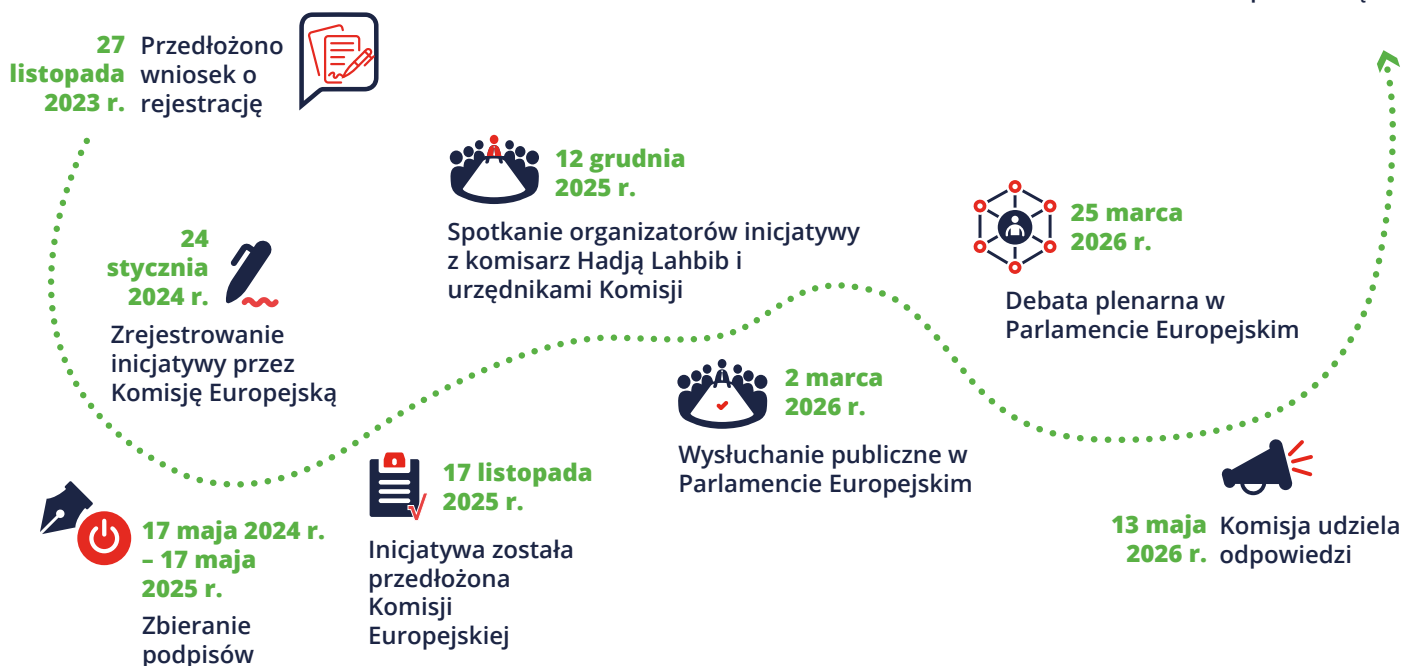 27
listopada
2023 r.
Przedłożono
wniosek o
rejestrację
24
stycznia
2024 r.
Zrejestrowanie
inicjatywy przez
Komisję Europejską
17 maja 2024 r.
– 17 maja
2025 r.
Zbieranie
podpisów
17 listopada
2025 r.
Inicjatywa została
przedłożona
Komisji
Europejskiej
12 grudnia
2025 r.
Spotkanie organizatorów inicjatywy
z komisarz Hadją Lahbib i
urzędnikami Komisji
2 marca
2026 r.
Wysłuchanie publiczne w
Parlamencie Europejskim
25 marca
2026 r.
Debata plenarna w
Parlamencie Europejskim
13 maja
2026 r.
Komisja udziela
odpowiedzi